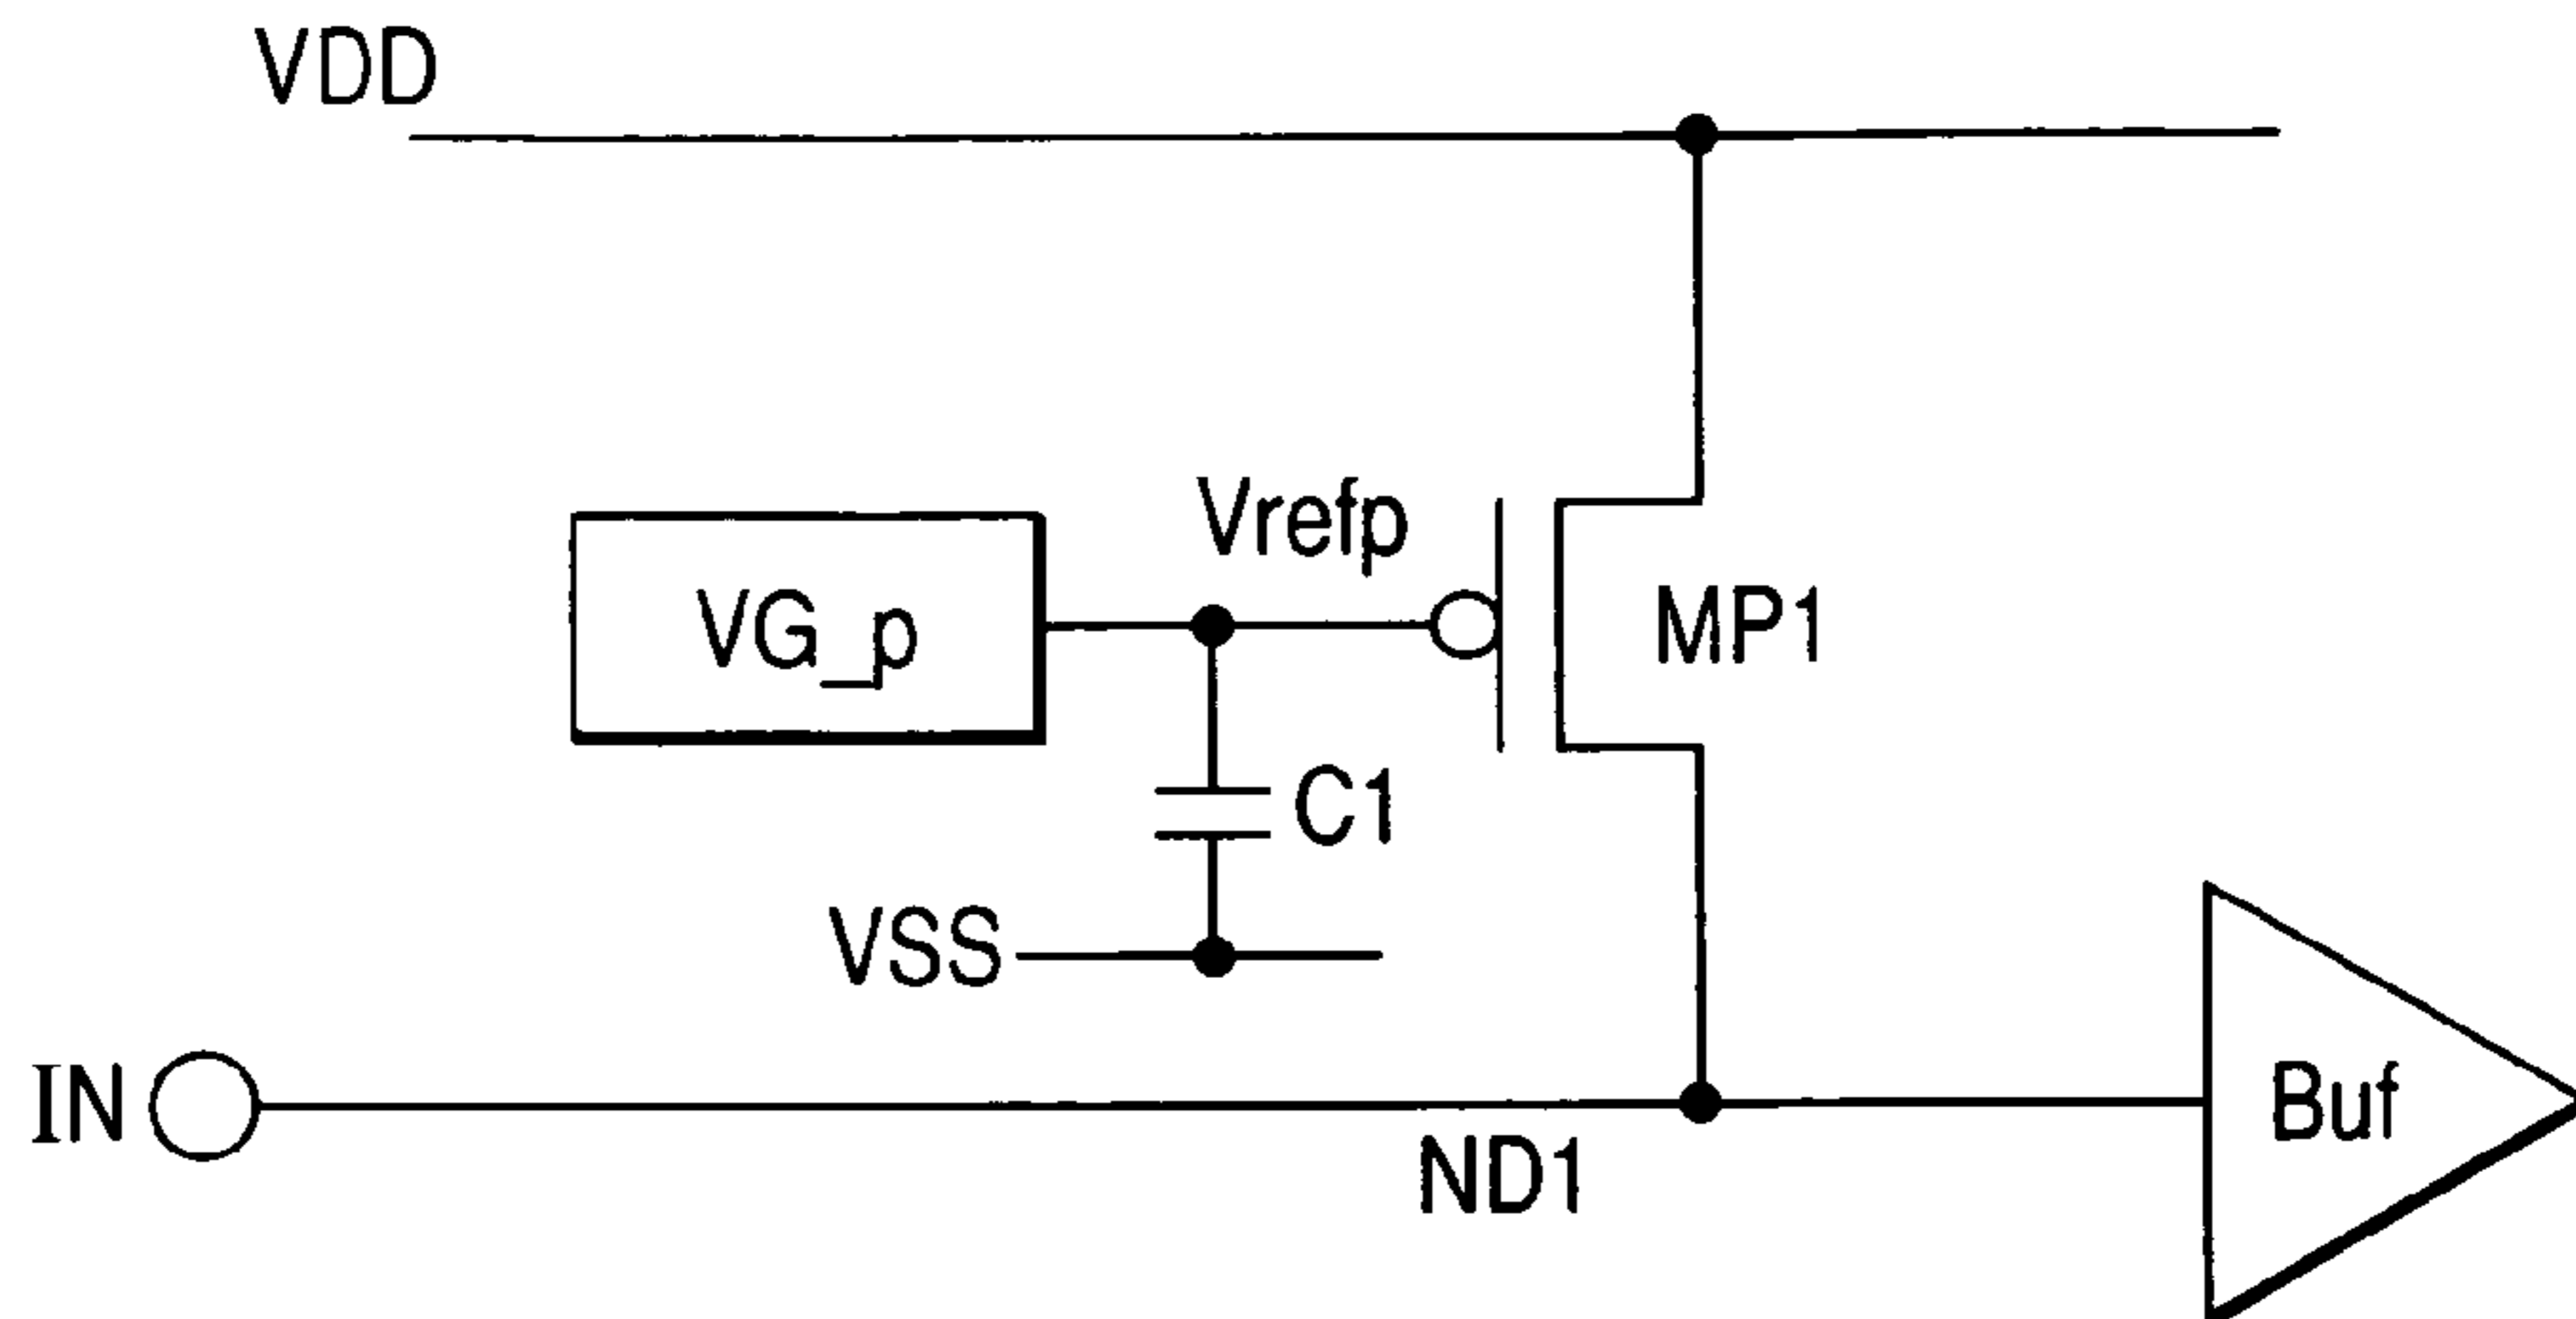 VDD
Vrefp
VG_p
MP1
C1
VSS
IN
Buf
ND1